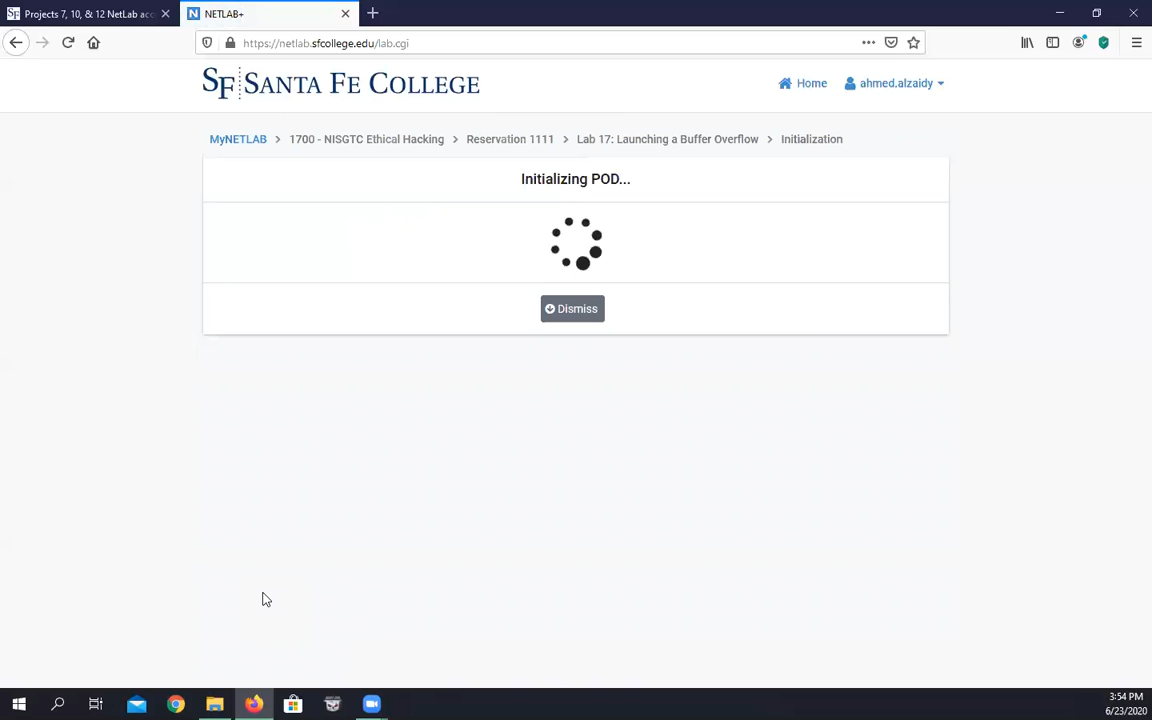 SF Projects 7, 10, & 12 NetLab acc
N NETLAB+
https://netlab.sfcollege.edu/lab.cgi
SF SANTA FE COLLEGE
Home
ahmed.alzaidy
MyNETLAB > 1700 - NISGTC Ethical Hacking > Reservation 1111 > Lab 17: Launching a Buffer Overflow > Initialization
Initializing POD...
Dismiss
3:54 PM
6/23/2020